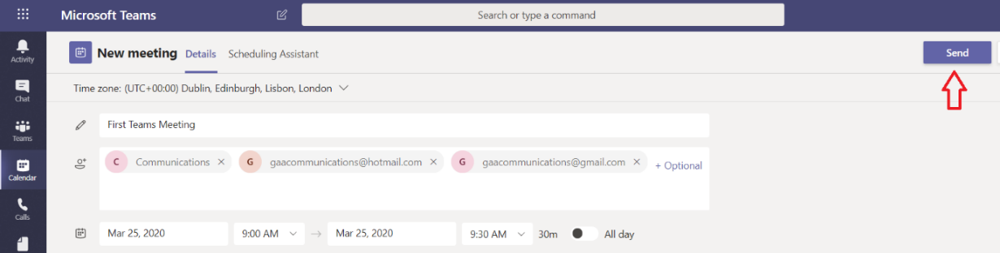 Microsoft Teams
Search or type a command
Activity
Chat
Teams
Calendar
Calls
New meeting Details Scheduling Assistant
Send
Time zone: (UTC+00:00) Dublin, Edinburgh, Lisbon, London
First Teams Meeting
C Communications G gaacommunications@hotmail.com G gaacommunications@gmail.com + Optional
Mar 25, 2020 9:00 AM Mar 25, 2020 9:30 AM 30m All day